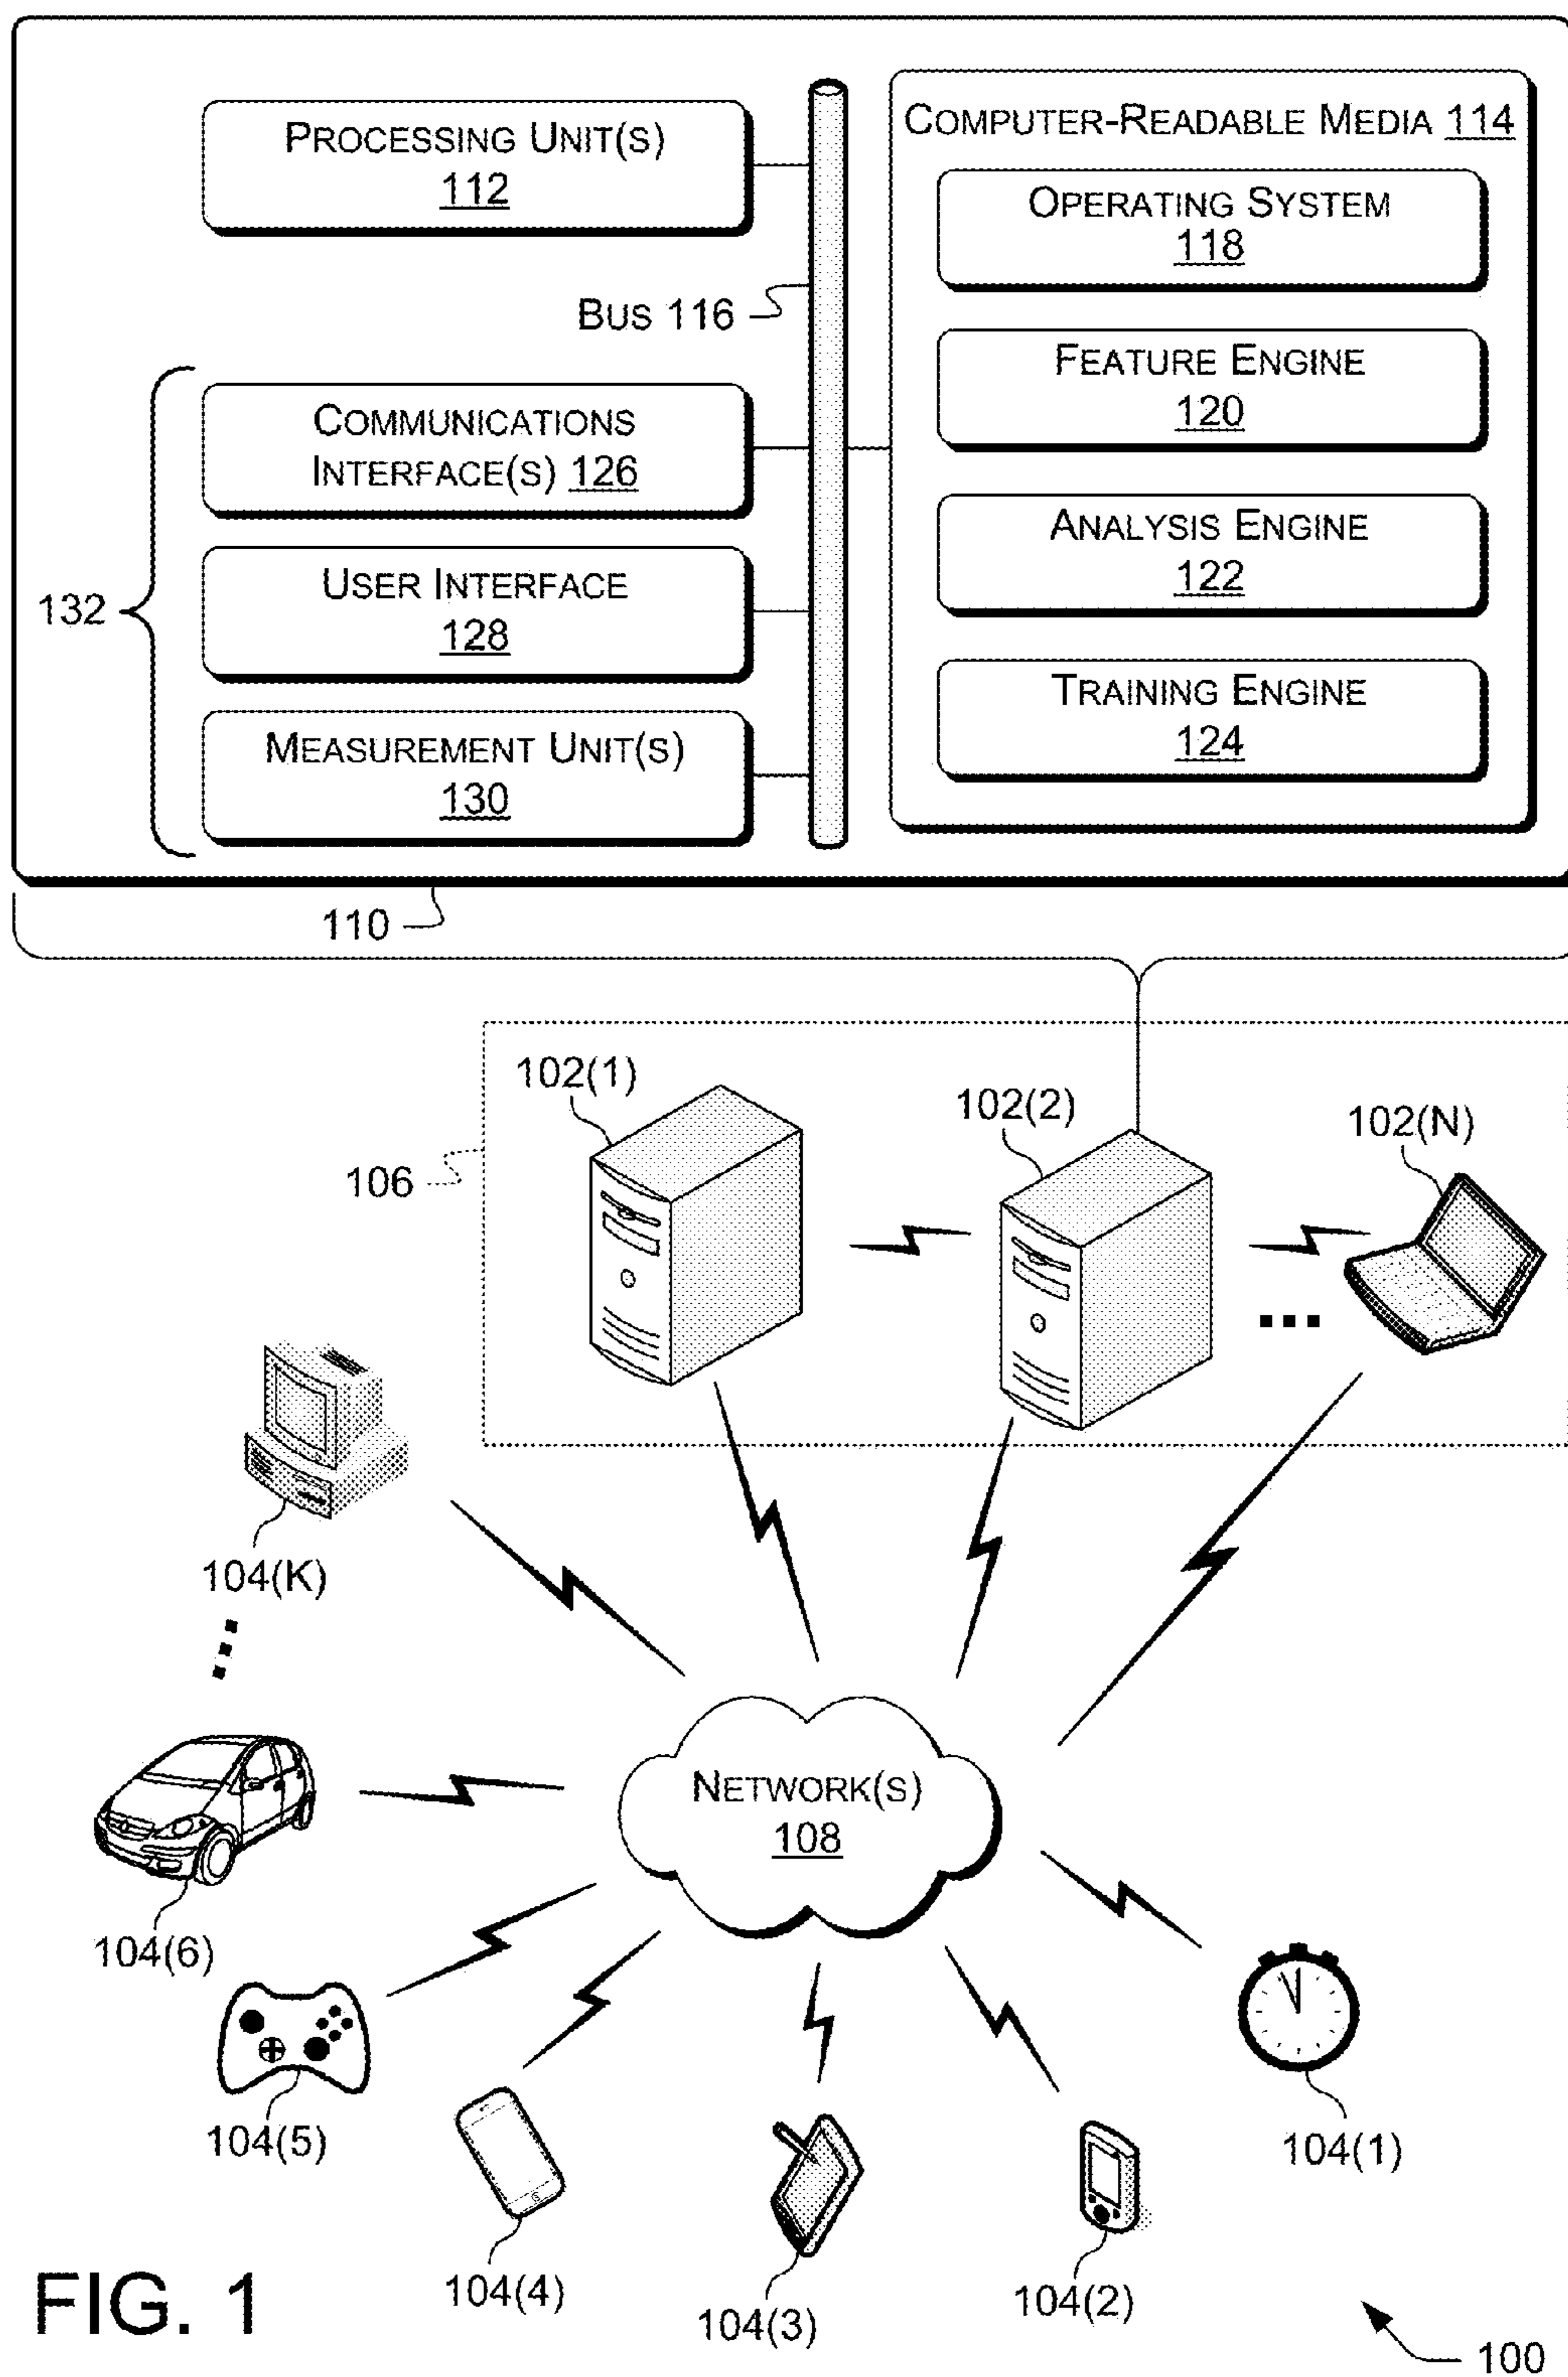 PROCESSING UNIT(S)
112
BUS 116
COMMUNICATIONS
INTERFACE(S) 126
USER INTERFACE
128
MEASUREMENT UNIT(S)
130
132
COMPUTER-READABLE MEDIA 114
OPERATING SYSTEM
118
FEATURE ENGINE
120
ANALYSIS ENGINE
122
TRAINING ENGINE
124
110
102(1)
102(2)
102(N)
106
104(K)
NETWORK(S)
108
104(6)
104(5)
104(4)
104(3)
104(2)
104(1)
FIG. 1
100